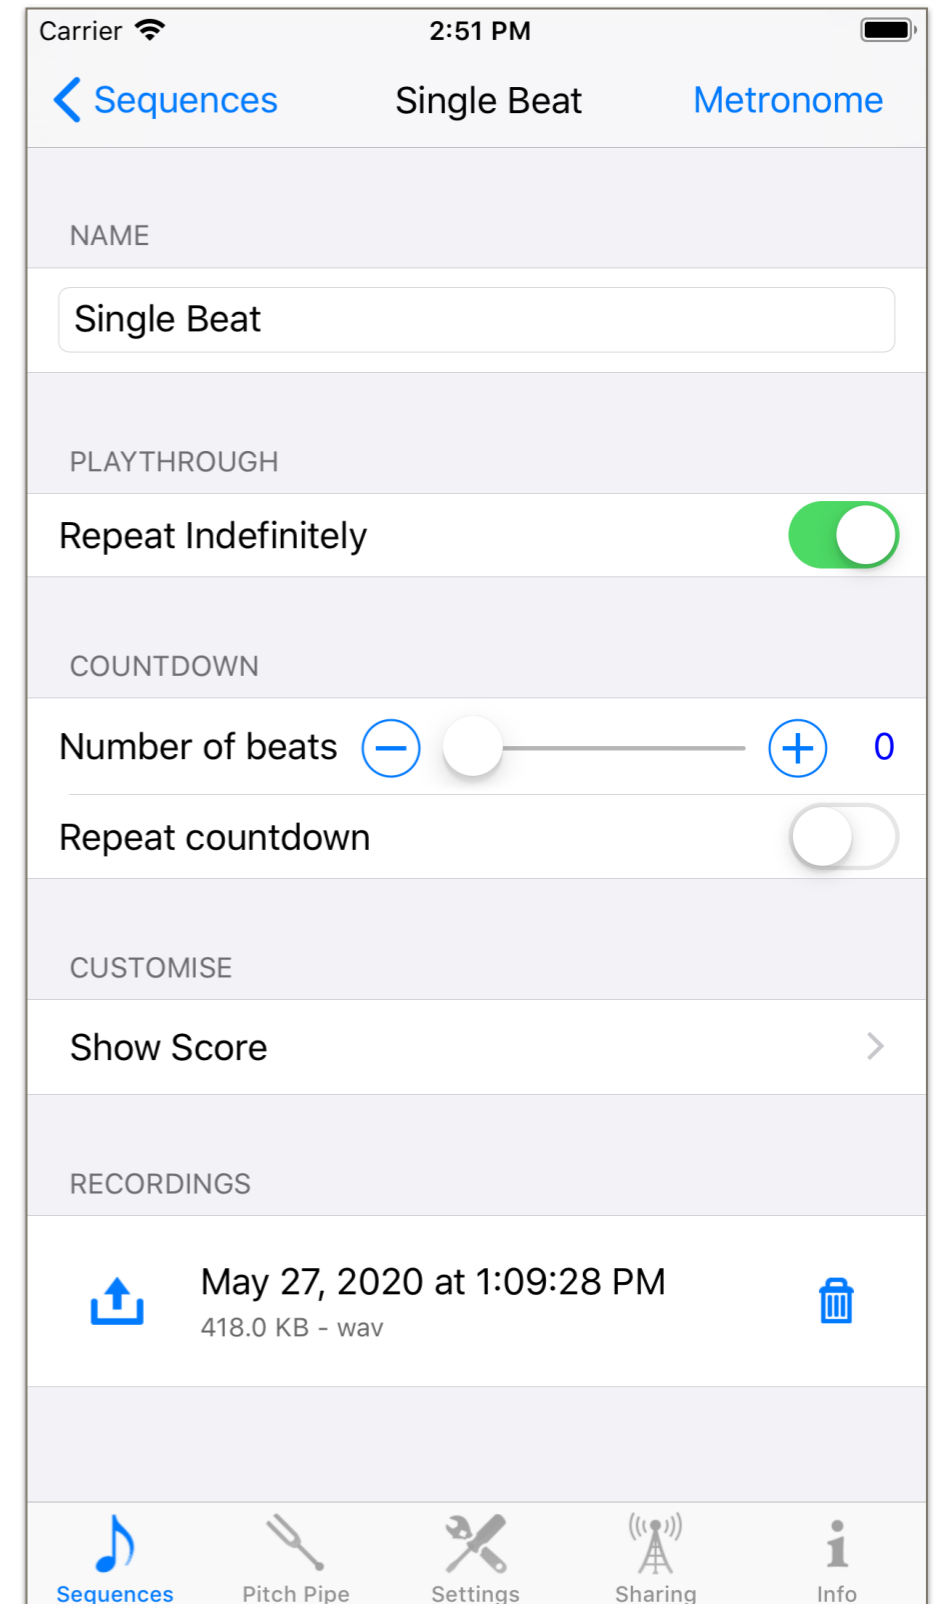 Carrier 2:51 PM
Sequences Single Beat Metronome
NAME
Single Beat
PLAYTHROUGH
Repeat Indefinitely
COUNTDOWN
Number of beats 0
Repeat countdown
CUSTOMISE
Show Score
RECORDINGS
May 27, 2020 at 1:09:28 PM
418.0 KB - wav
Sequences Pitch Pipe Settings Sharing Info